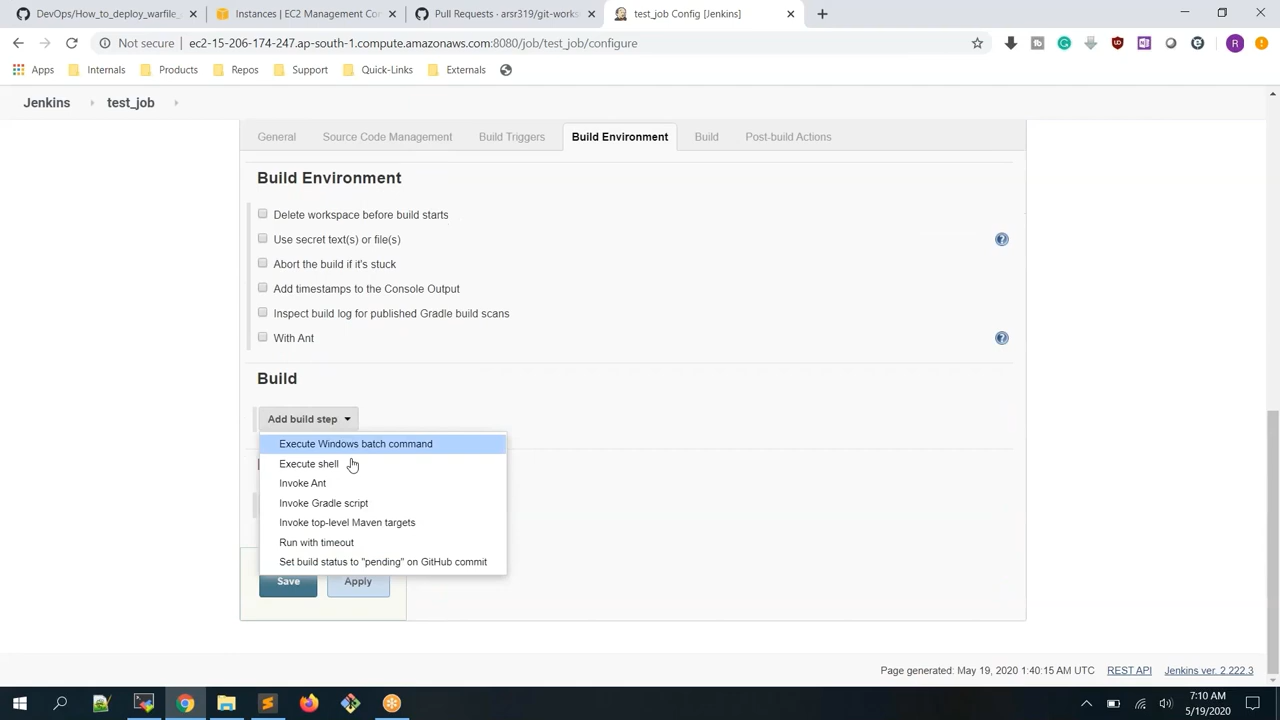 DevOps/How_to_deploy_warfile_
Instances | EC2 Management Co
Pull Requests · arsr319/git-works
test_job Config [Jenkins]
Not secure | ec2-15-206-174-247.ap-south-1.compute.amazonaws.com:8080/job/test_job/configure
Apps Internals Products Repos Support Quick-Links Externals
Jenkins test_job
General Source Code Management Build Triggers Build Environment Build Post-build Actions
Build Environment
Delete workspace before build starts
Use secret text(s) or file(s)
Abort the build if it's stuck
Add timestamps to the Console Output
Inspect build log for published Gradle build scans
With Ant
Build
Add build step
Execute Windows batch command
Execute shell
Invoke Ant
Invoke Gradle script
Invoke top-level Maven targets
Run with timeout
Set build status to "pending" on GitHub commit
Save Apply
Page generated: May 19, 2020 1:40:15 AM UTC REST API Jenkins ver. 2.222.3
7:10 AM
5/19/2020